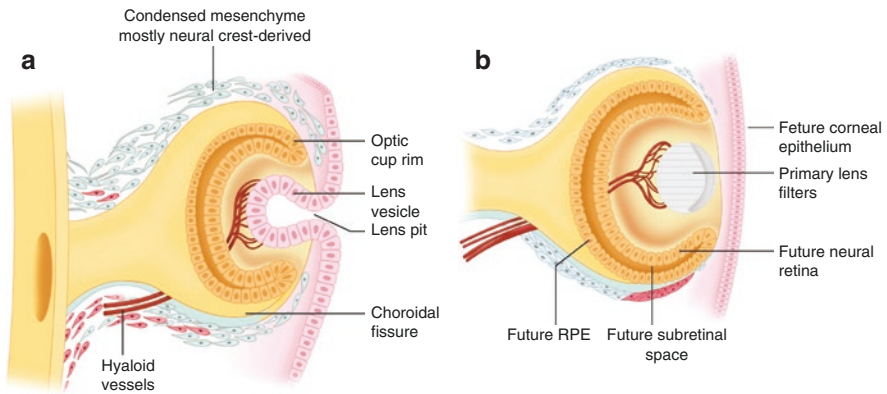 Condensed mesenchyme
mostly neural crest-derived
a
Optic
cup rim
Lens
vesicle
Lens pit
Choroidal
fissure
Hyaloid
vessels
b
Feture corneal
epithelium
Primary lens
filters
Future neural
retina
Future RPE
Future subretinal
space